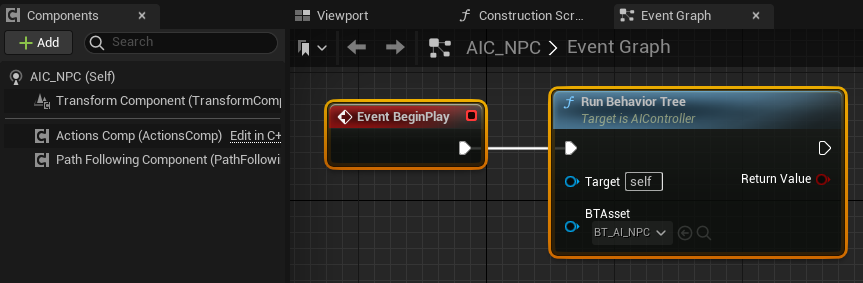 Components
Add
Search
AIC_NPC (Self)
Transform Component (TransformComp
Actions Comp (ActionsComp) Edit in C+
Path Following Component (PathFollowi
Viewport
Construction Scr...
Event Graph
AIC_NPC > Event Graph
Event BeginPlay
Run Behavior Tree
Target is AIController
Target self
Return Value
BTAsset
BT_AI_NPC